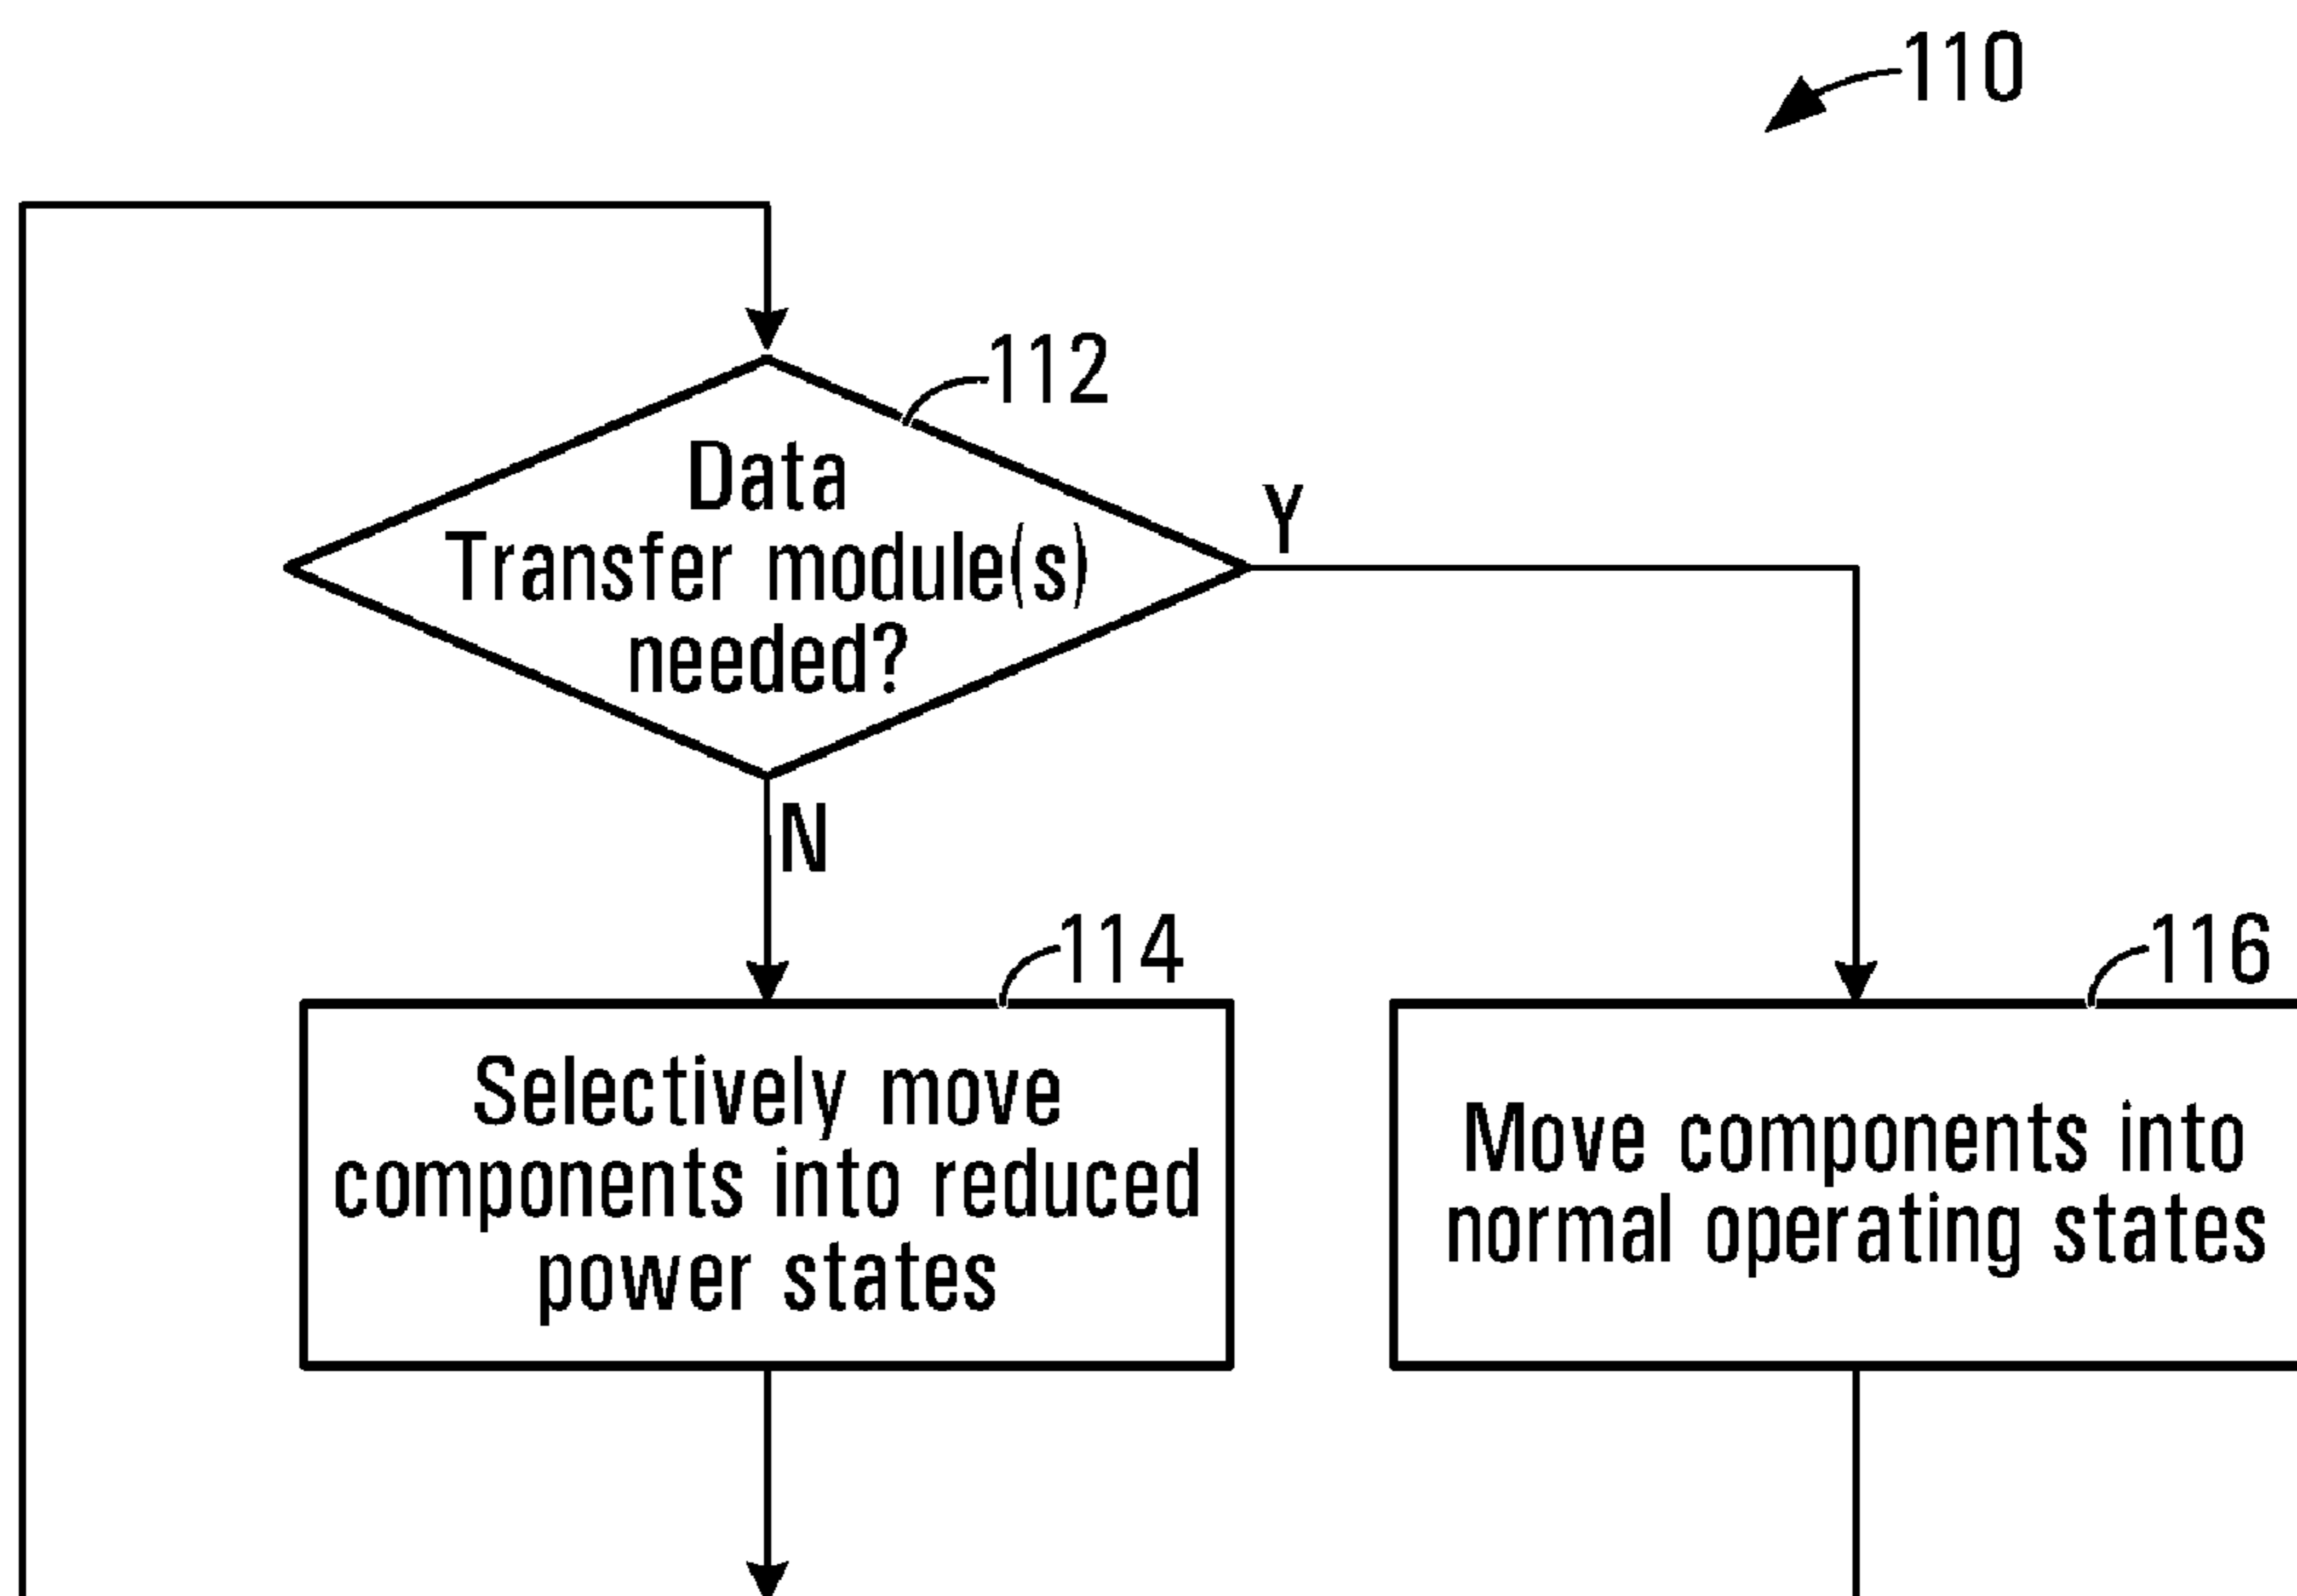 110
112
Data
Transfer module(s)
needed?
Y
N
114
Selectively move
components into reduced
power states
116
Move components into
normal operating states